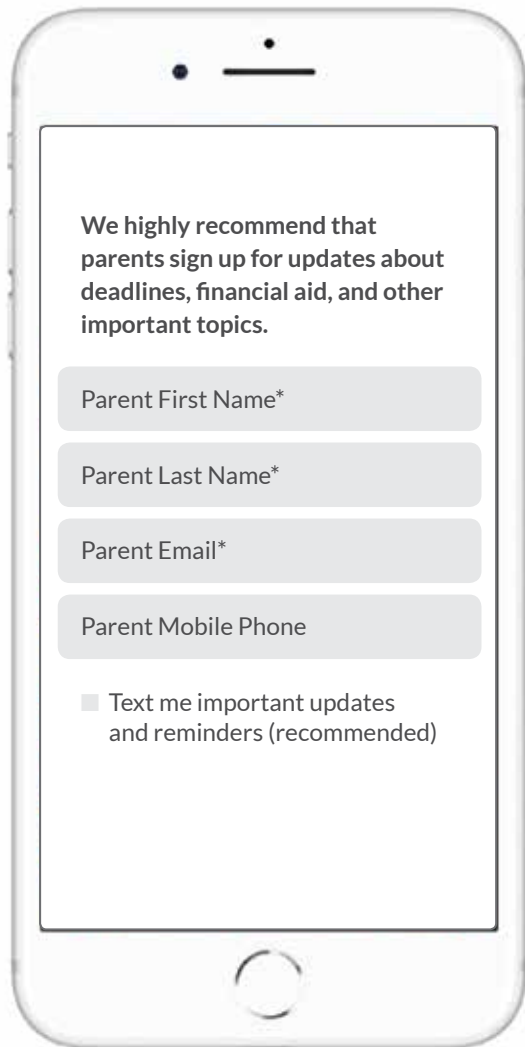 We highly recommend that
parents sign up for updates about
deadlines, financial aid, and other
important topics.
Parent First Name*
Parent Last Name*
Parent Email*
Parent Mobile Phone
Text me important updates
and reminders (recommended)